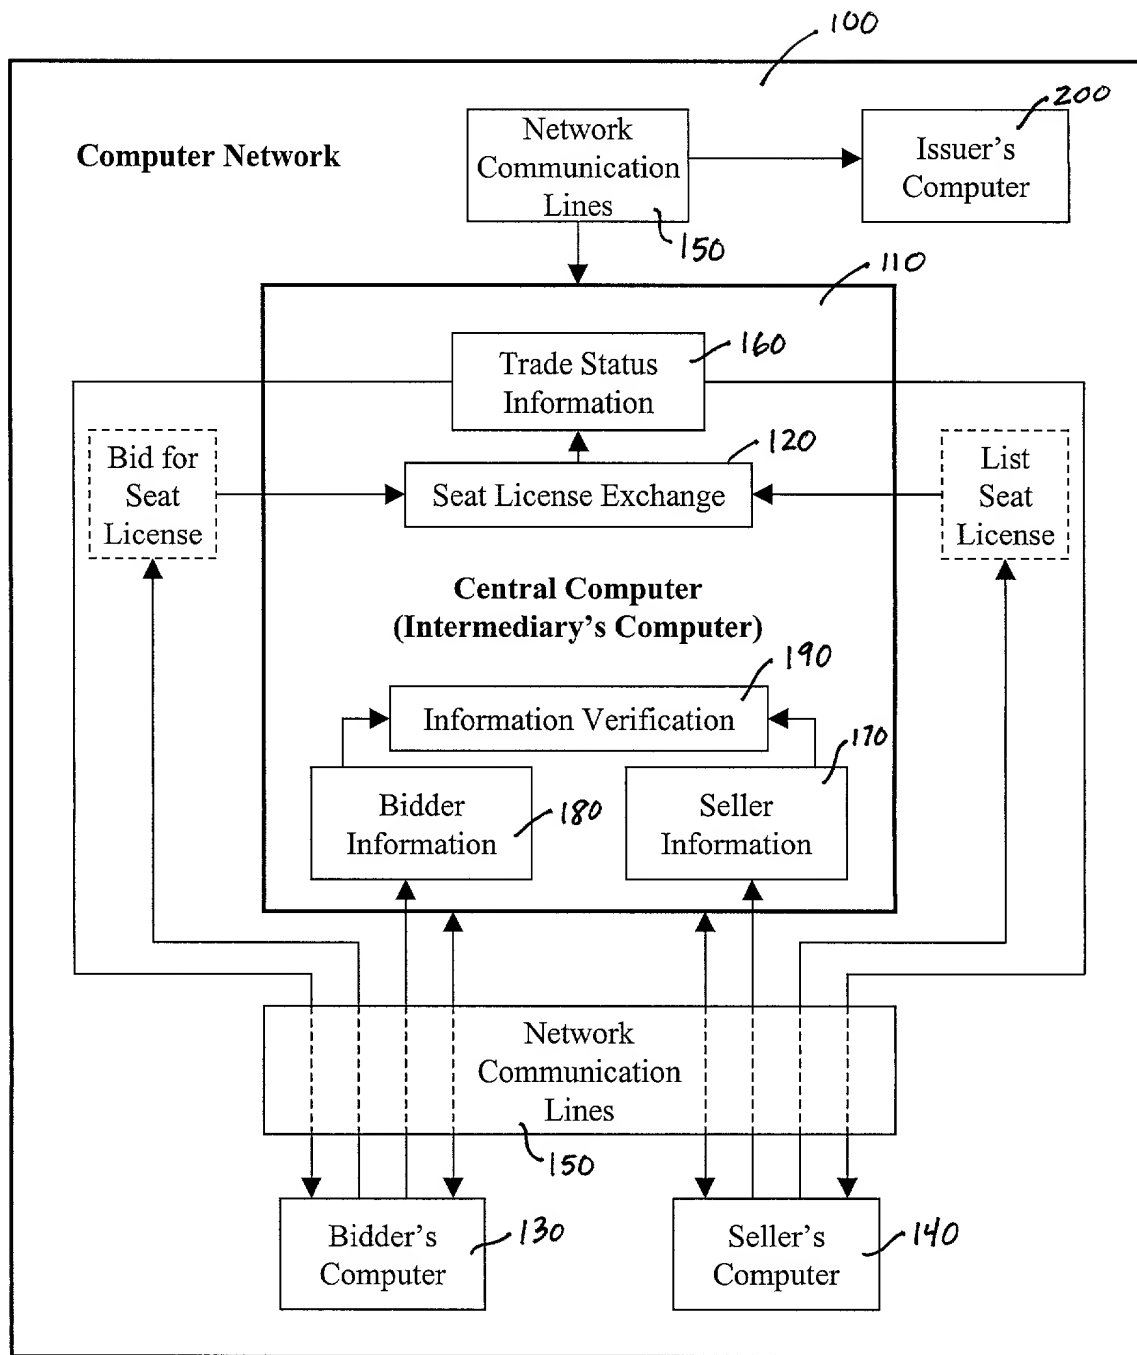 100
Computer Network
Network
Communication
Lines
150
Issuer's
Computer
200
110
Trade Status
Information
160
Bid for
Seat
License
Seat License Exchange
120
List
Seat
License
Central Computer
(Intermediary's Computer)
Information Verification
190
Bidder
Information
180
Seller
Information
170
Network
Communication
Lines
150
Bidder's
Computer
130
Seller's
Computer
140